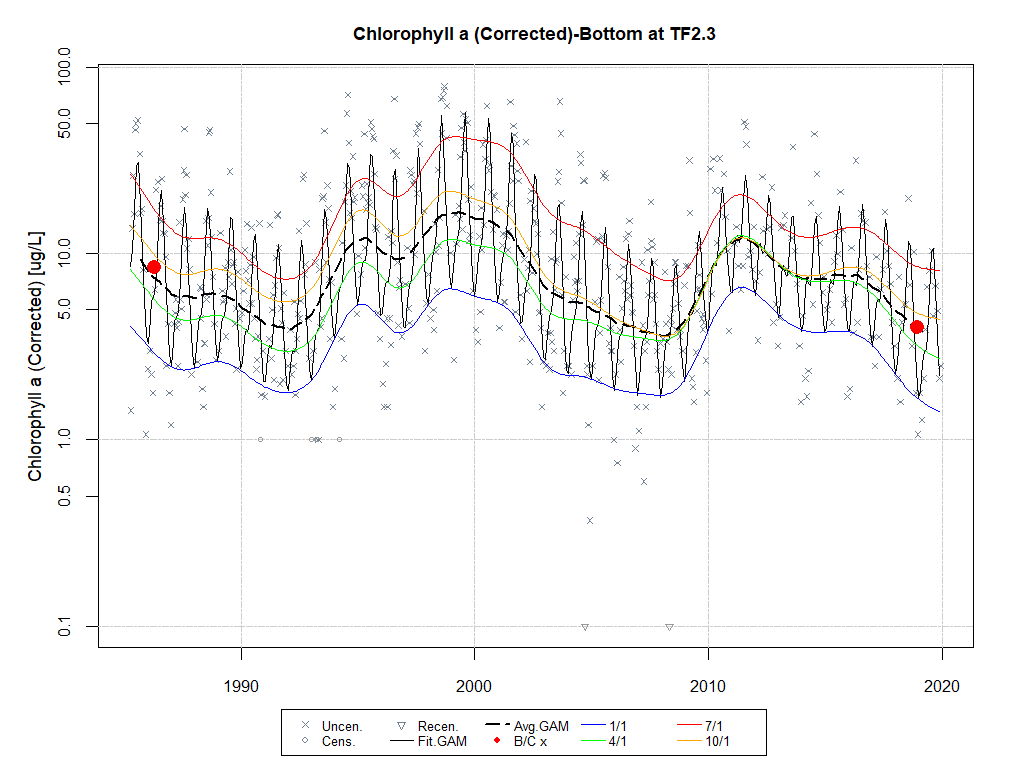 Chlorophyll a (Corrected)-Bottom at TF2.3
Chlorophyll a (Corrected) [ug/L]
100.0
50.0
10.0
5.0
1.0
0.5
0.1
1990 2000 2010 2020
Uncen. Recen. Avg.GAM 1/1 7/1
Cens. Fit.GAM B/C x 4/1 10/1